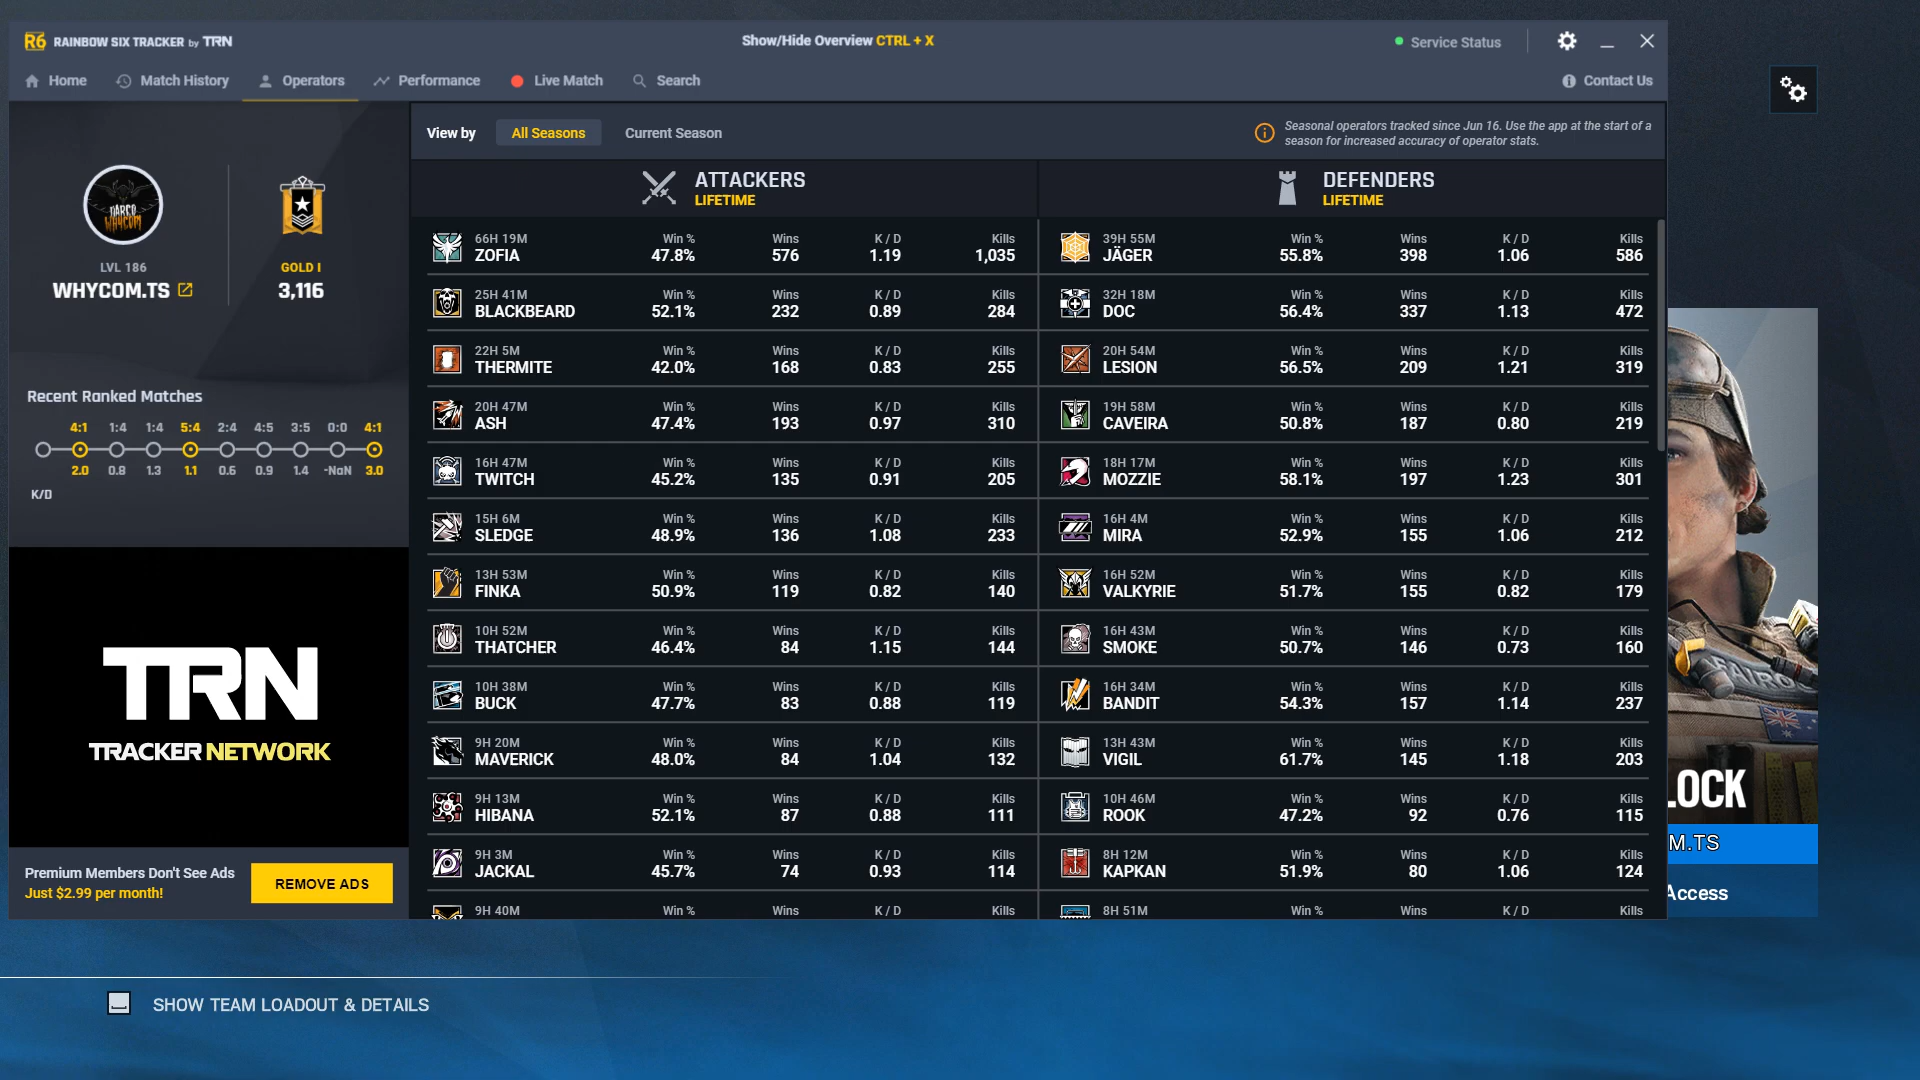 R6 RAINBOW SIX TRACKER by TRN
Show/Hide Overview CTRL + X
Service Status
Home
Match History
Operators
Performance
Live Match
Search
Contact Us
View by
All Seasons
Current Season
Seasonal operators tracked since Jun 16. Use the app at the start of a
season for increased accuracy of operator stats.
LVL 186
WHYCOM.TS
GOLD I
3,116
Recent Ranked Matches
4:1 1:4 1:4 5:4 2:4 4:5 3:5 0:0 4:1
2.0 0.8 1.3 1.1 0.6 0.9 1.4 -NaN 3.0
K/D
TRN
TRACKER NETWORK
Premium Members Don't See Ads
Just $2.99 per month!
REMOVE ADS
ATTACKERS
LIFETIME
66H 19M Win % Wins K / D Kills
ZOFIA 47.8% 576 1.19 1,035
25H 41M Win % Wins K / D Kills
BLACKBEARD 52.1% 232 0.89 284
22H 5M Win % Wins K / D Kills
THERMITE 42.0% 168 0.83 255
20H 47M Win % Wins K / D Kills
ASH 47.4% 193 0.97 310
16H 47M Win % Wins K / D Kills
TWITCH 45.2% 135 0.91 205
15H 6M Win % Wins K / D Kills
SLEDGE 48.9% 136 1.08 233
13H 53M Win % Wins K / D Kills
FINKA 50.9% 119 0.82 140
10H 52M Win % Wins K / D Kills
THATCHER 46.4% 84 1.15 144
10H 38M Win % Wins K / D Kills
BUCK 47.7% 83 0.88 119
9H 20M Win % Wins K / D Kills
MAVERICK 48.0% 84 1.04 132
9H 13M Win % Wins K / D Kills
HIBANA 52.1% 87 0.88 111
9H 3M Win % Wins K / D Kills
JACKAL 45.7% 74 0.93 114
9H 40M Win % Wins K / D Kills
DEFENDERS
LIFETIME
39H 55M Win % Wins K / D Kills
JÄGER 55.8% 398 1.06 586
32H 18M Win % Wins K / D Kills
DOC 56.4% 337 1.13 472
20H 54M Win % Wins K / D Kills
LESION 56.5% 209 1.21 319
19H 58M Win % Wins K / D Kills
CAVEIRA 50.8% 187 0.80 219
18H 17M Win % Wins K / D Kills
MOZZIE 58.1% 197 1.23 301
16H 4M Win % Wins K / D Kills
MIRA 52.9% 155 1.06 212
16H 52M Win % Wins K / D Kills
VALKYRIE 51.7% 155 0.82 179
16H 43M Win % Wins K / D Kills
SMOKE 50.7% 146 0.73 160
16H 34M Win % Wins K / D Kills
BANDIT 54.3% 157 1.14 237
13H 43M Win % Wins K / D Kills
VIGIL 61.7% 145 1.18 203
10H 46M Win % Wins K / D Kills
ROOK 47.2% 92 0.76 115
8H 12M Win % Wins K / D Kills
KAPKAN 51.9% 80 1.06 124
8H 51M Win % Wins K / D Kills
LOCK
M.TS
Access
SHOW TEAM LOADOUT & DETAILS